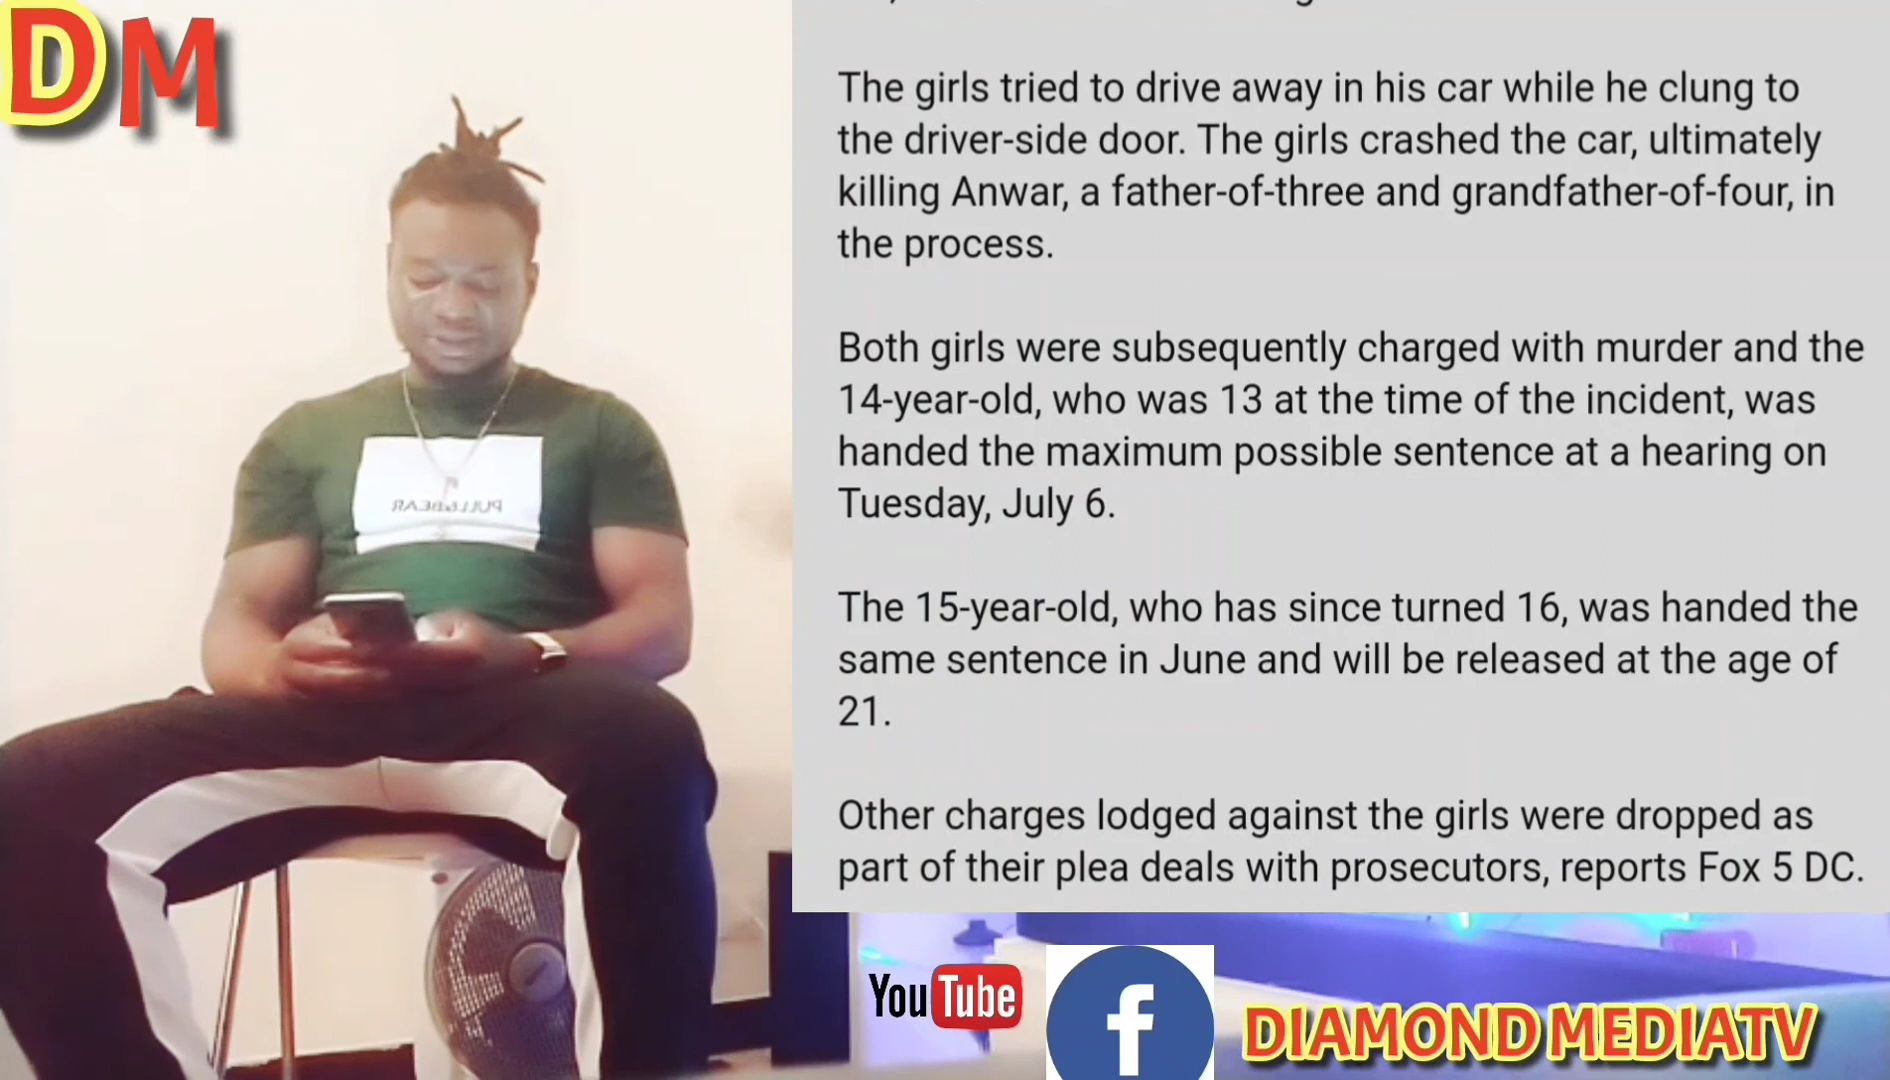 DM
The girls tried to drive away in his car while he clung to
the driver-side door. The girls crashed the car, ultimately
killing Anwar, a father-of-three and grandfather-of-four, in
the process.
Both girls were subsequently charged with murder and the
14-year-old, who was 13 at the time of the incident, was
handed the maximum possible sentence at a hearing on
Tuesday, July 6.
The 15-year-old, who has since turned 16, was handed the
same sentence in June and will be released at the age of
21.
Other charges lodged against the girls were dropped as
part of their plea deals with prosecutors, reports Fox 5 DC.
PULL&BEAR
YouTube
f
DIAMOND MEDIATV